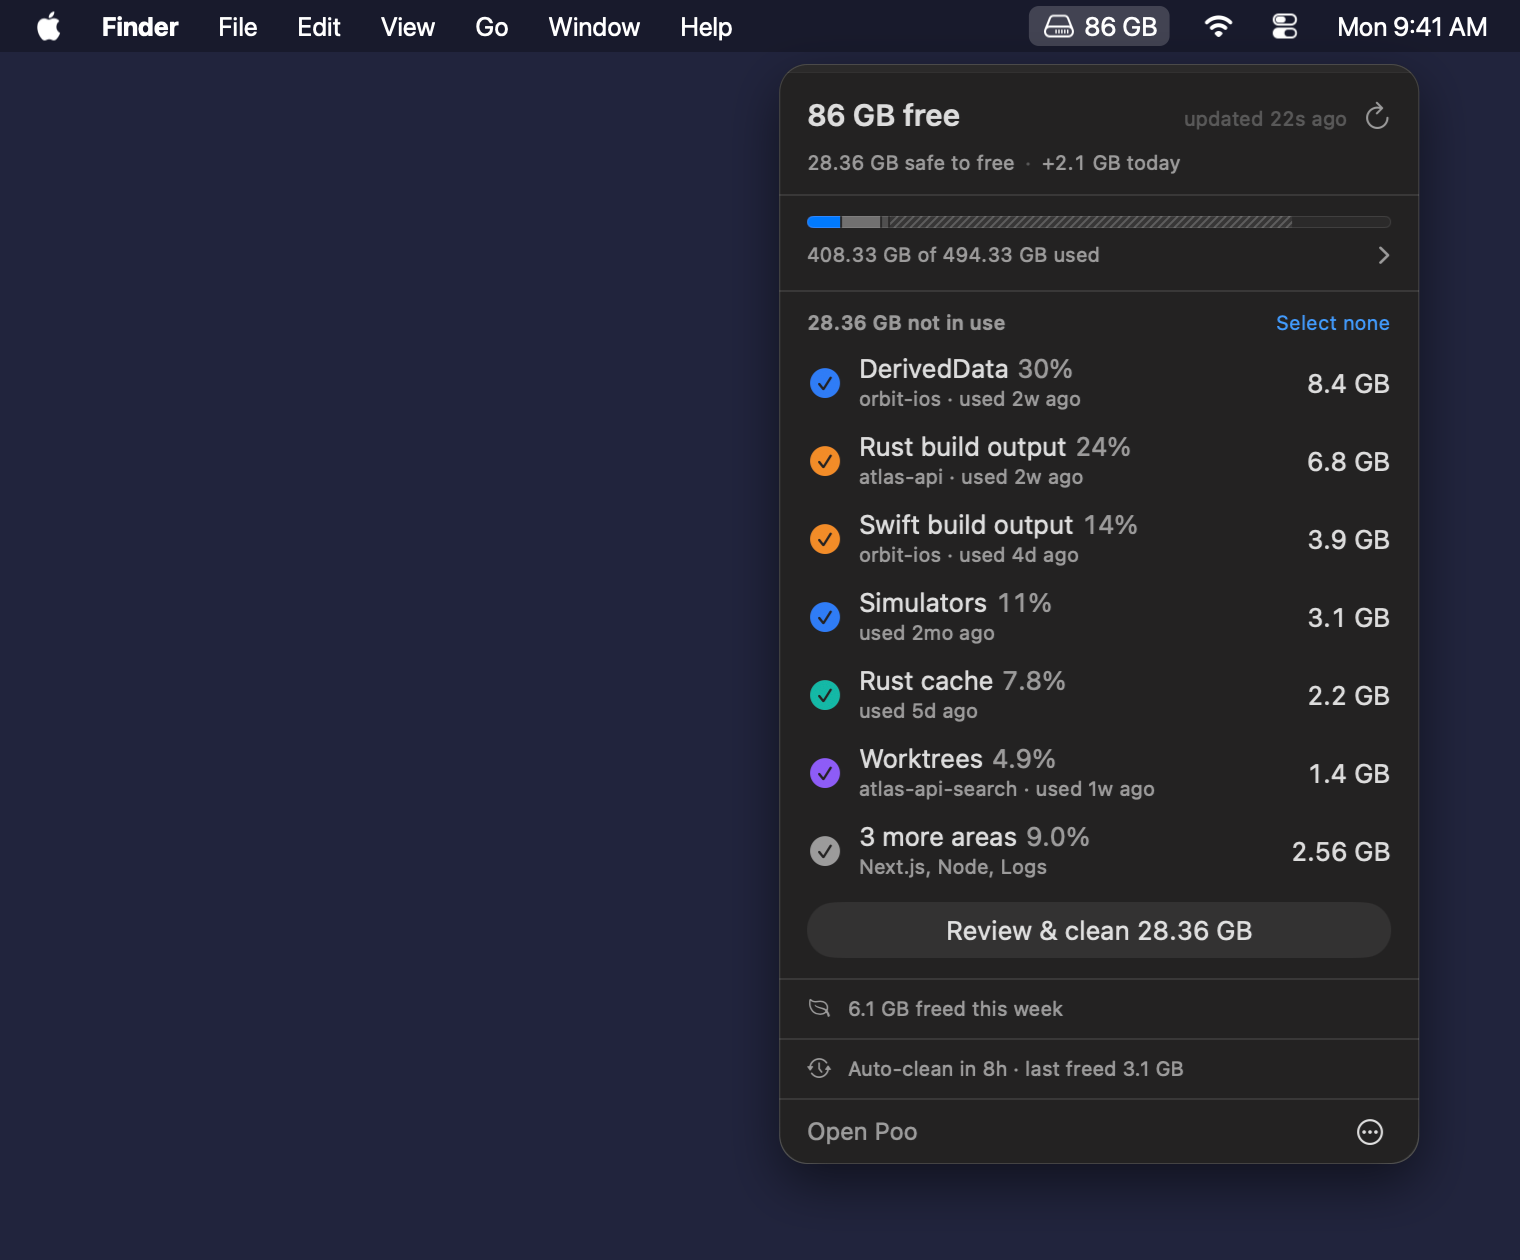 Finder File Edit View Go Window Help 86 GB Mon 9:41 AM
86 GB free updated 22s ago
28.36 GB safe to free · +2.1 GB today
408.33 GB of 494.33 GB used
28.36 GB not in use Select none
DerivedData 30%
orbit-ios · used 2w ago
8.4 GB
Rust build output 24%
atlas-api · used 2w ago
6.8 GB
Swift build output 14%
orbit-ios · used 4d ago
3.9 GB
Simulators 11%
used 2mo ago
3.1 GB
Rust cache 7.8%
used 5d ago
2.2 GB
Worktrees 4.9%
atlas-api-search · used 1w ago
1.4 GB
3 more areas 9.0%
Next.js, Node, Logs
2.56 GB
Review & clean 28.36 GB
6.1 GB freed this week
Auto-clean in 8h · last freed 3.1 GB
Open Poo